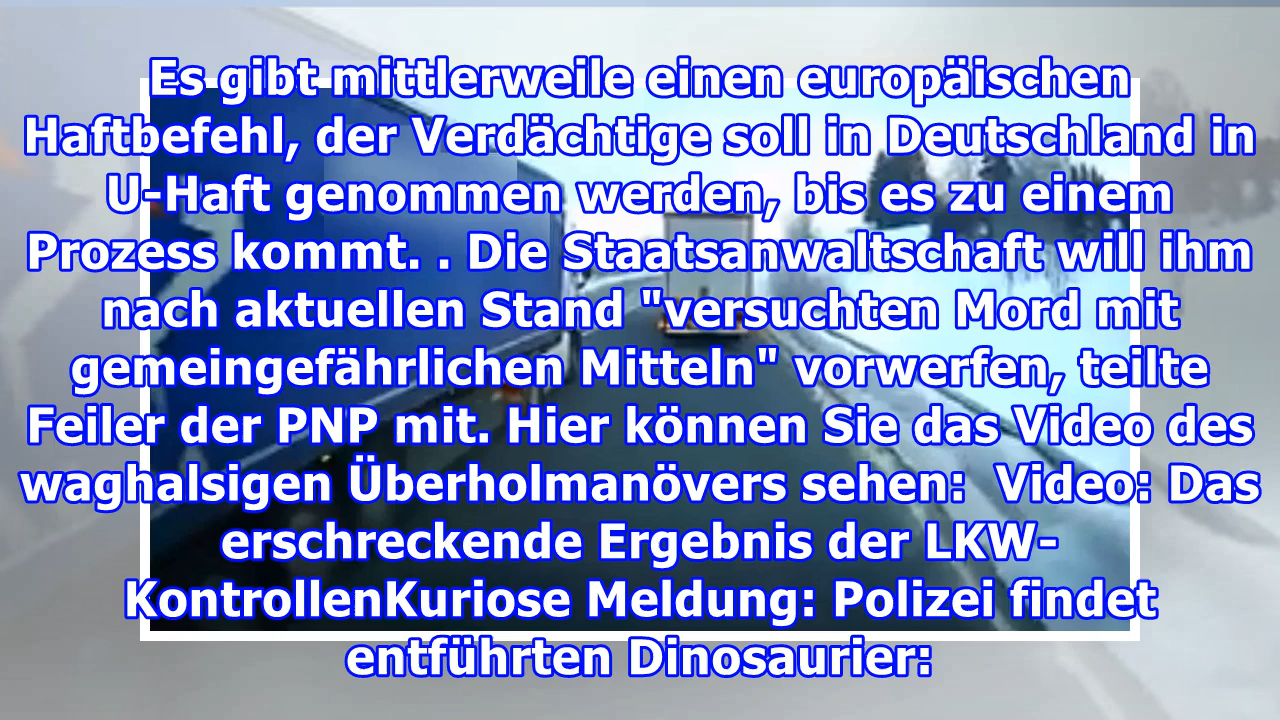 Es gibt mittlerweile einen europäischen
Haftbefehl, der Verdächtige soll in Deutschland in
U-Haft genommen werden, bis es zu einem
Prozess kommt. . Die Staatsanwaltschaft will ihm
nach aktuellen Stand "versuchten Mord mit
gemeingefährlichen Mitteln" vorwerfen, teilte
Feiler der PNP mit. Hier können Sie das Video des
waghalsigen Überholmanövers sehen:  Video: Das
erschreckende Ergebnis der LKW-
KontrollenKuriose Meldung: Polizei findet
entführten Dinosaurier: